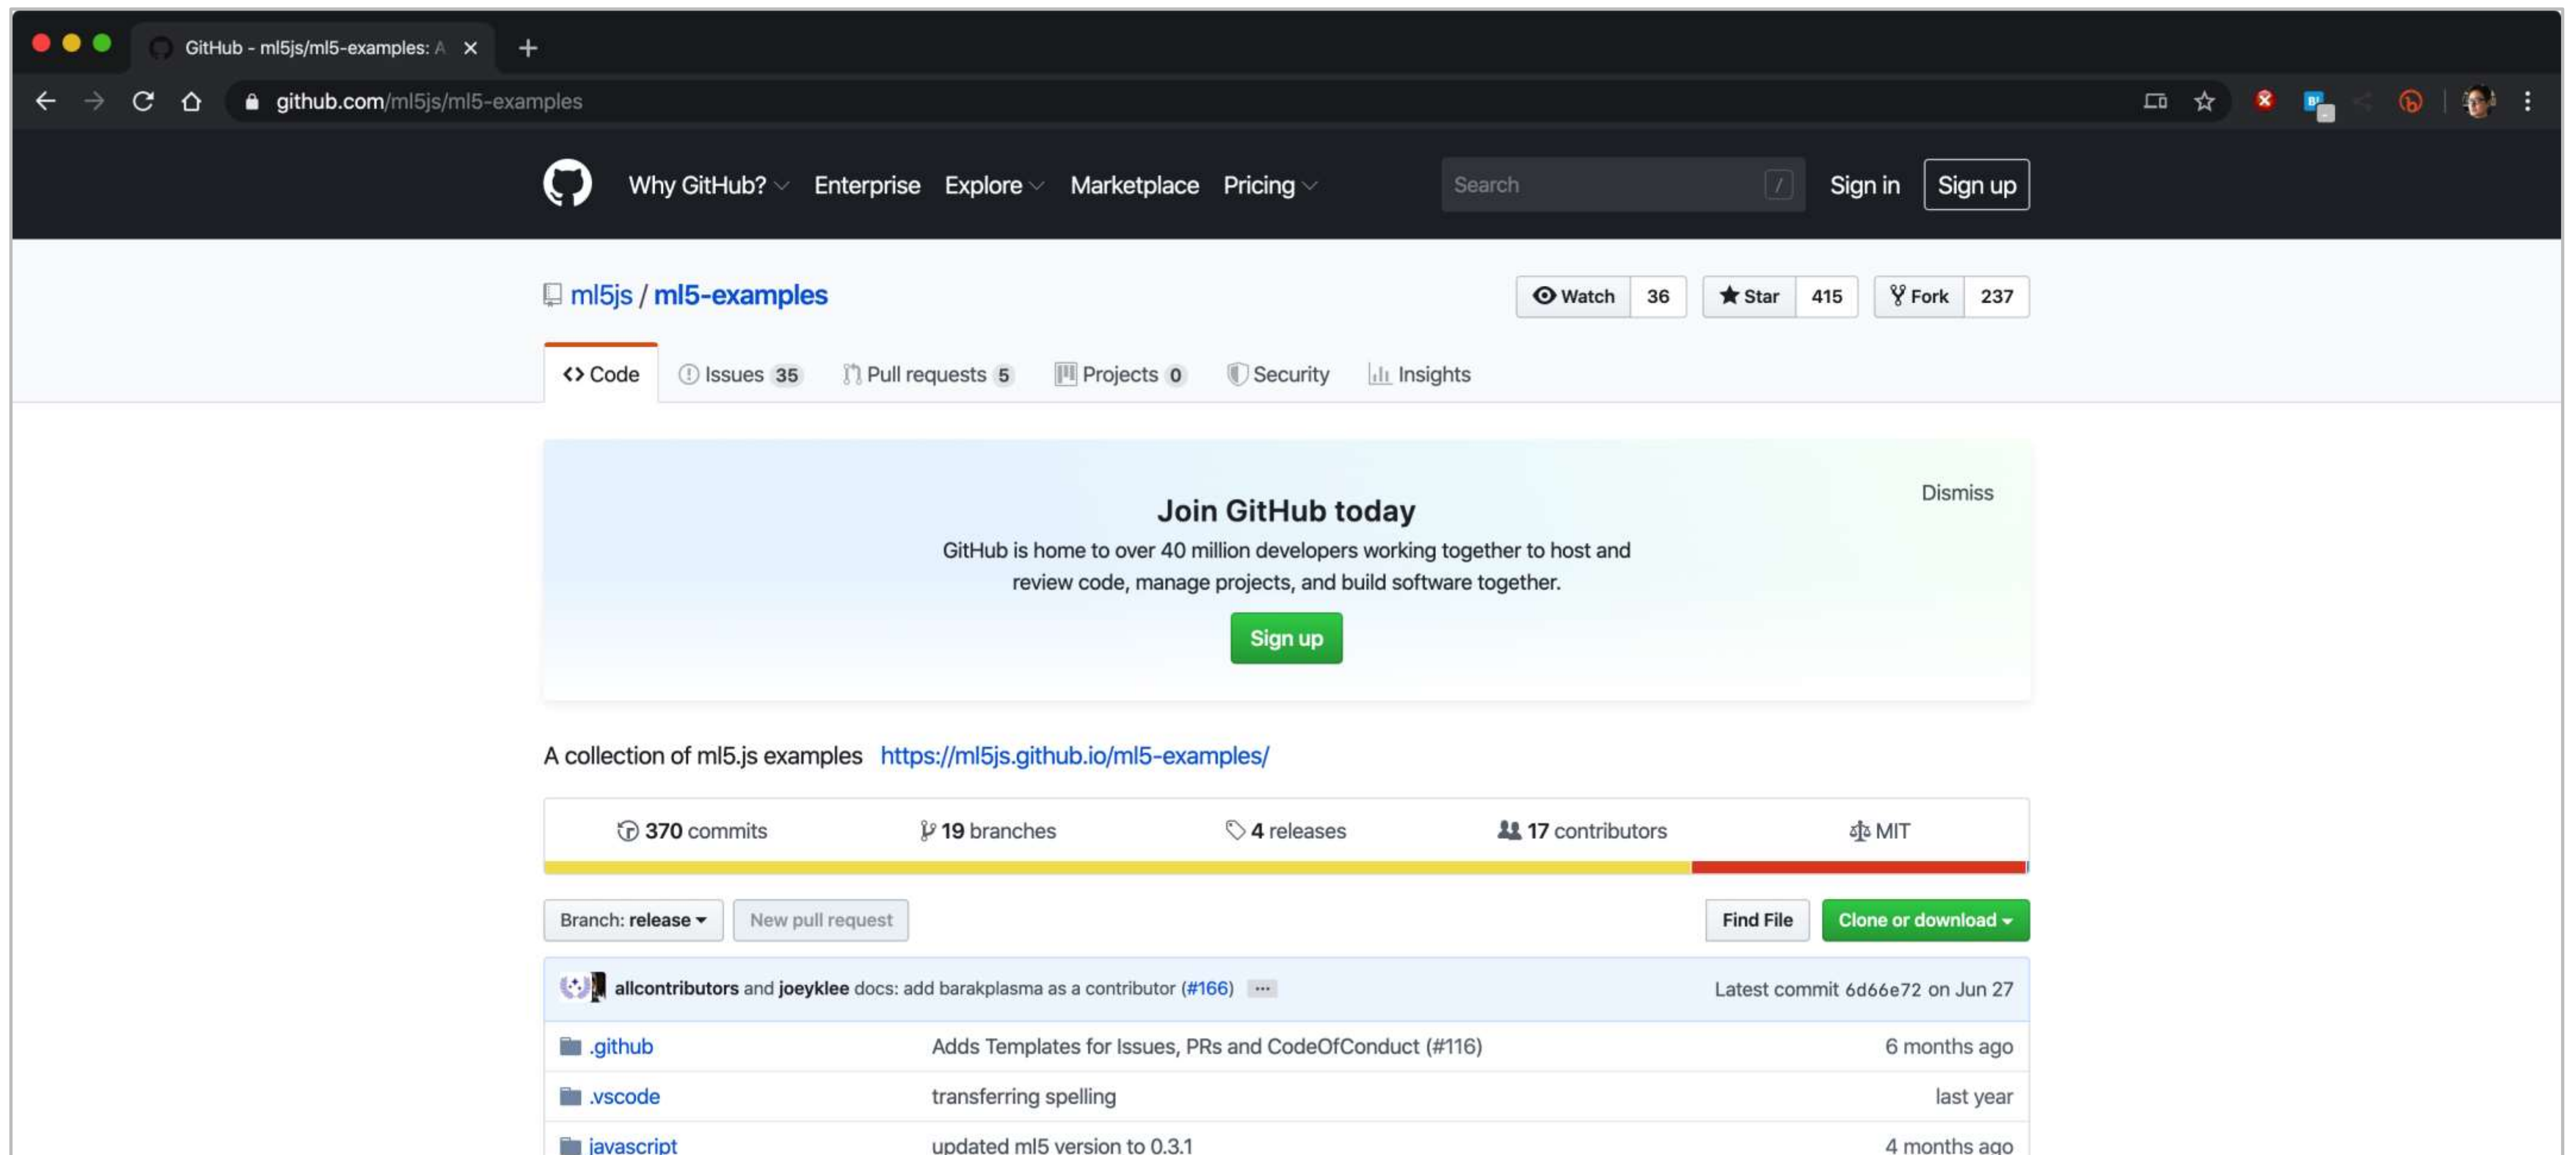 GitHub - ml5js/ml5-examples: A
github.com/ml5js/ml5-examples
Why GitHub? Enterprise Explore Marketplace Pricing Search / Sign in Sign up
ml5js / ml5-examples Watch 36 Star 415 Fork 237
<> Code Issues 35 Pull requests 5 Projects 0 Security Insights
Dismiss
Join GitHub today
GitHub is home to over 40 million developers working together to host and
review code, manage projects, and build software together.
Sign up
A collection of ml5.js examples https://ml5js.github.io/ml5-examples/
370 commits 19 branches 4 releases 17 contributors MIT
Branch: release New pull request Find File Clone or download
allcontributors and joeyklee docs: add barakplasma as a contributor (#166) ... Latest commit 6d66e72 on Jun 27
.github Adds Templates for Issues, PRs and CodeOfConduct (#116) 6 months ago
.vscode transferring spelling last year
javascript updated ml5 version to 0.3.1 4 months ago